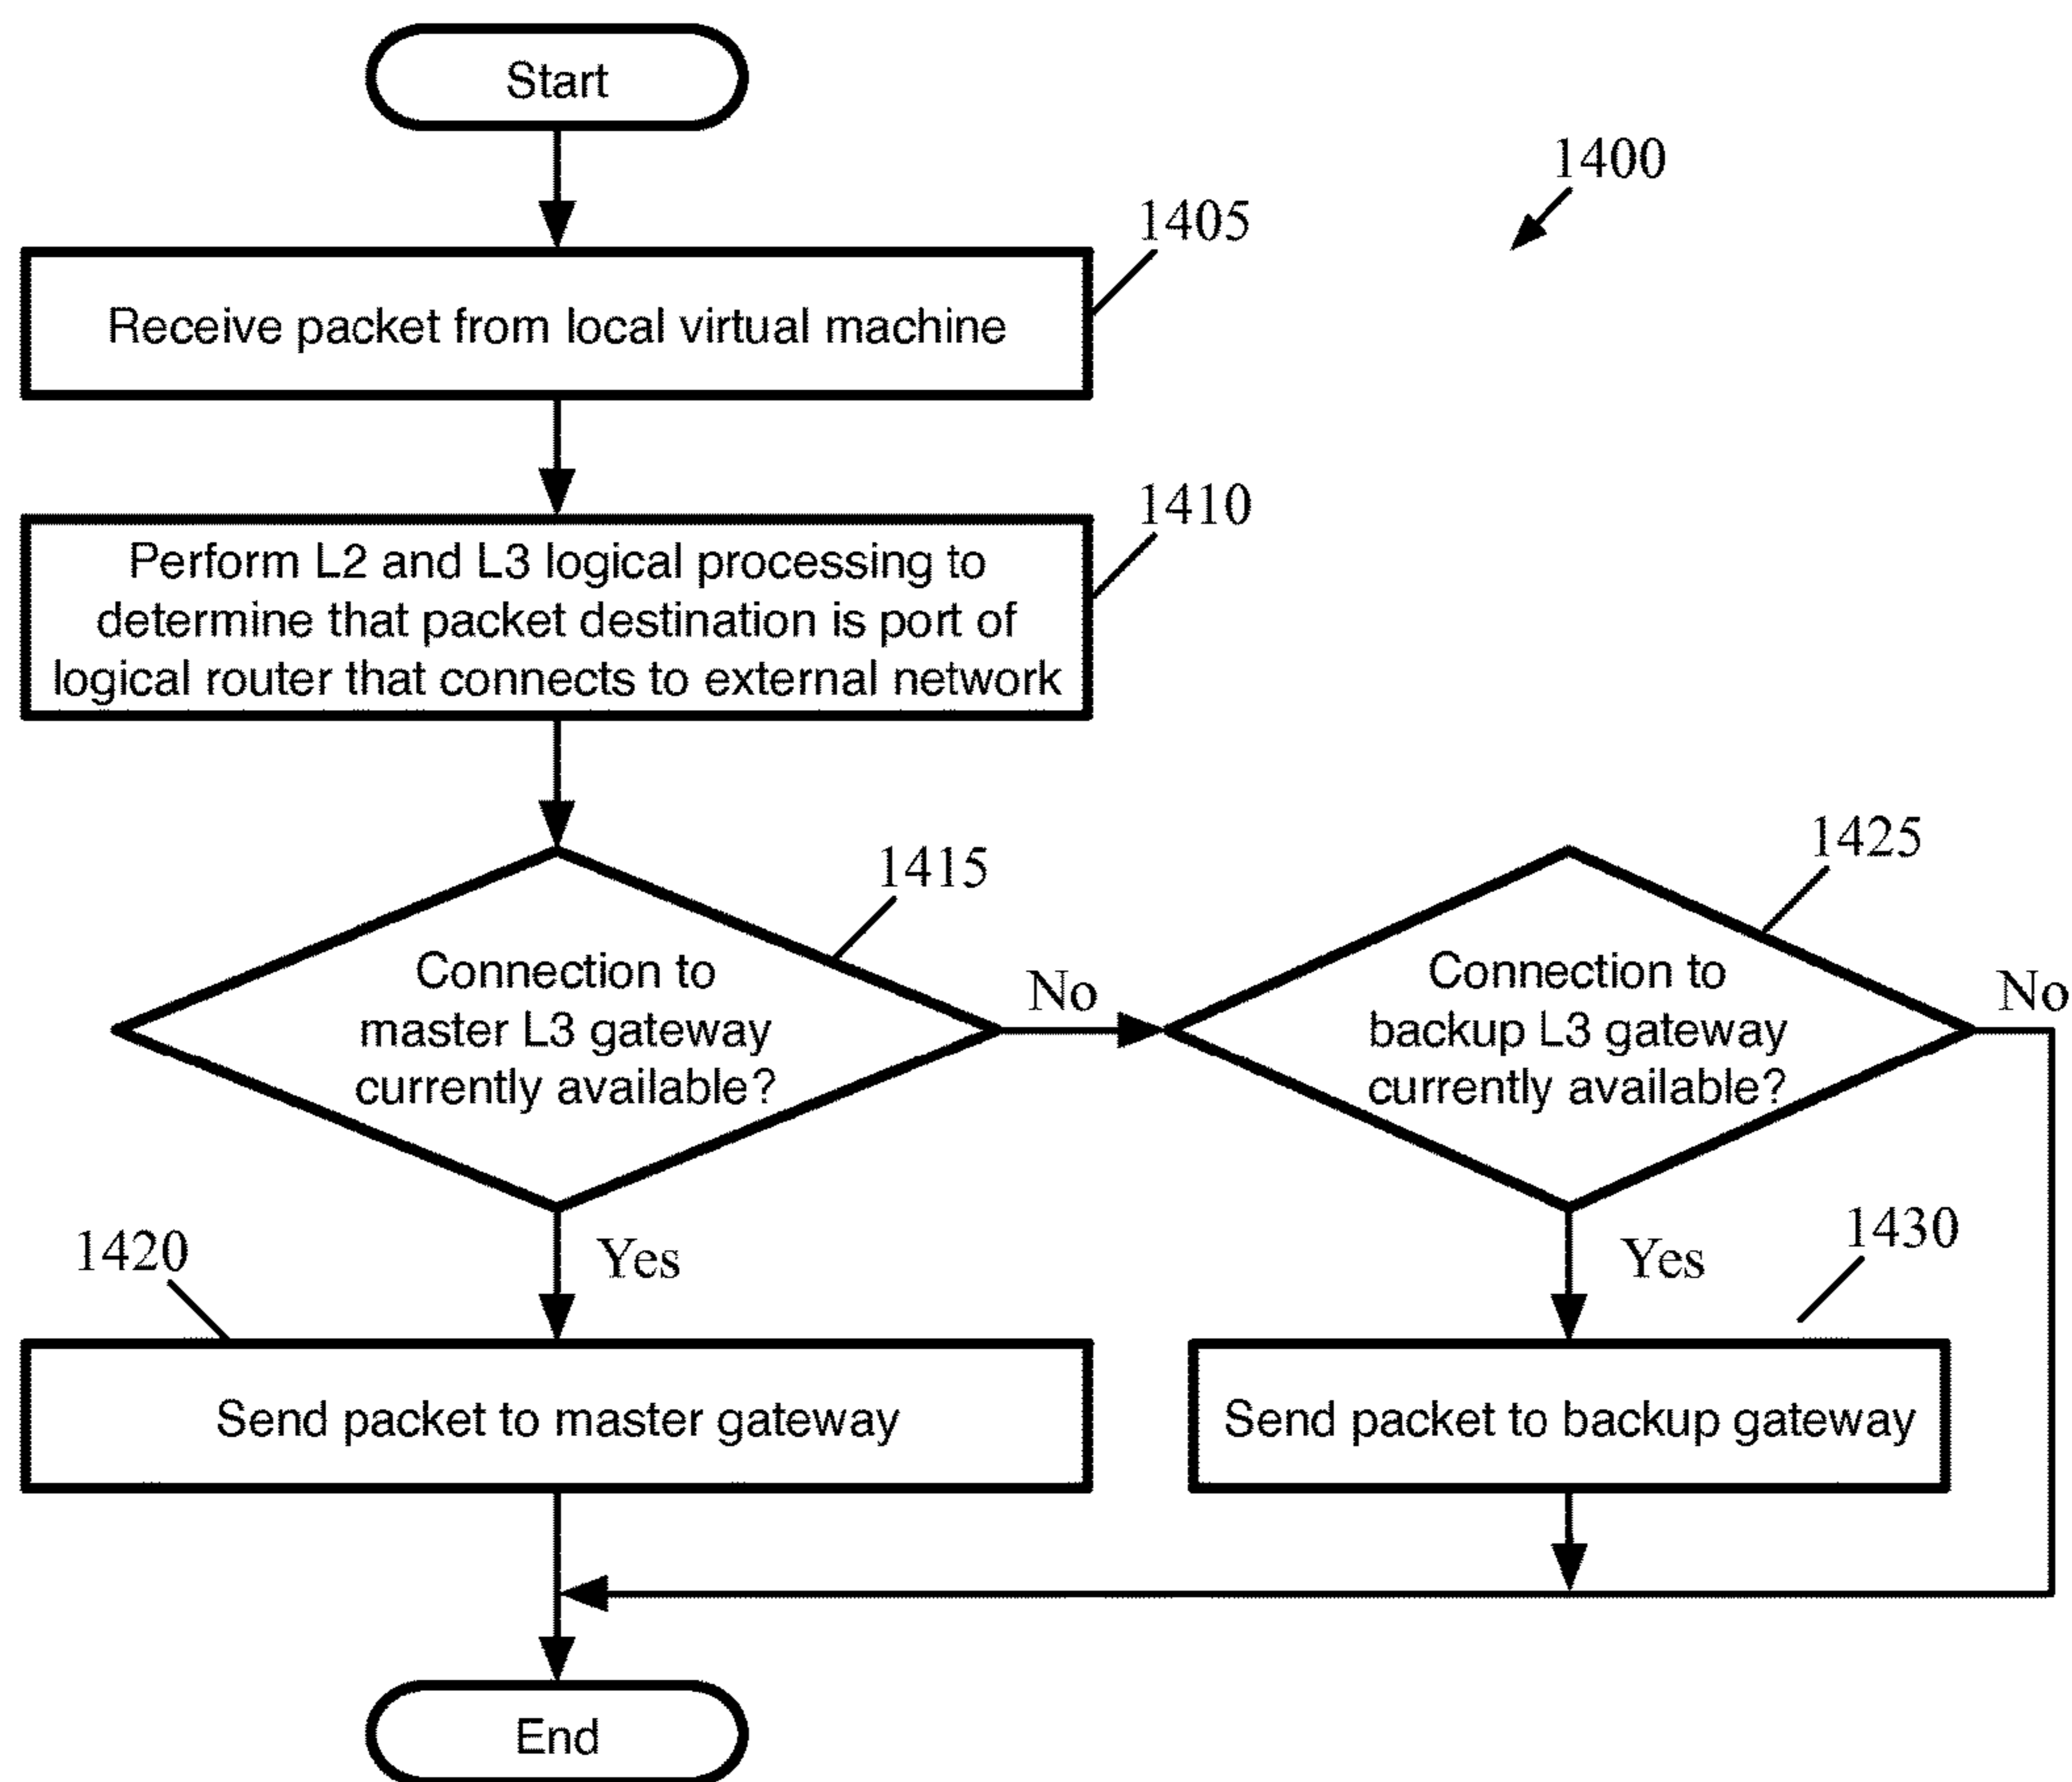 Start
1400
1405
Receive packet from local virtual machine
1410
Perform L2 and L3 logical processing to
determine that packet destination is port of
logical router that connects to external network
1415
Connection to
master L3 gateway
currently available?
No
1425
Connection to
backup L3 gateway
currently available?
No
1420
Yes
Send packet to master gateway
Yes
1430
Send packet to backup gateway
End